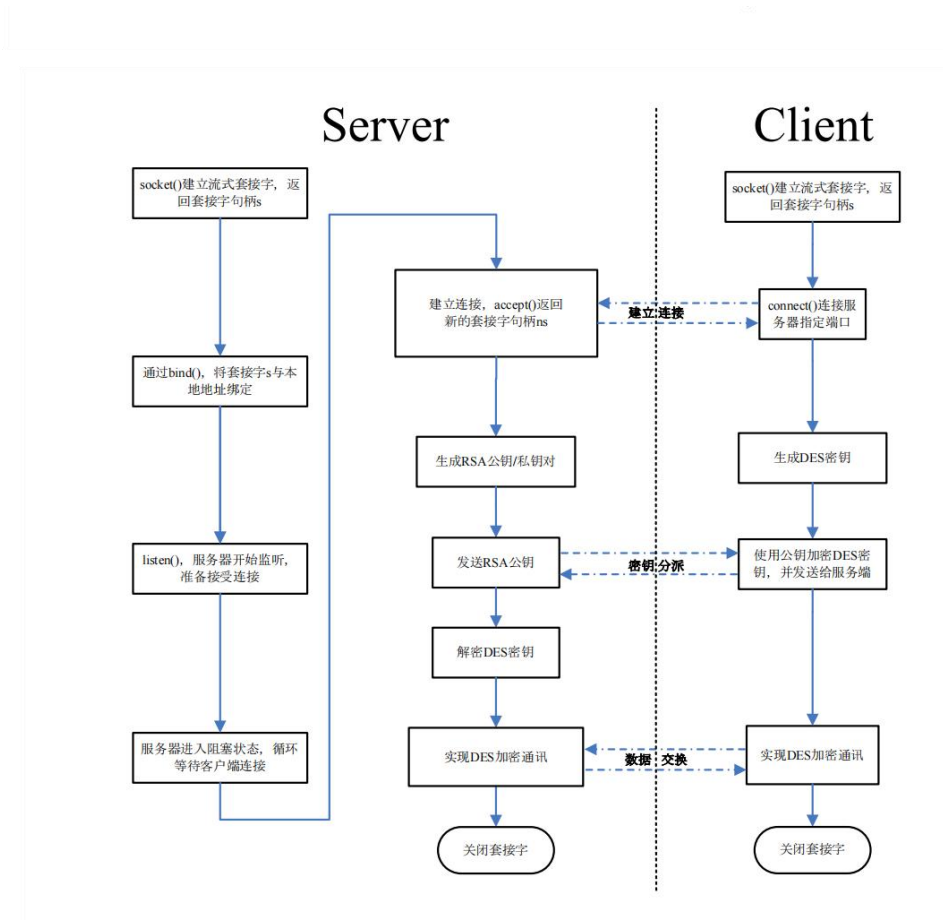 Server
Client
socket()建立流式套接字，返
回套接字句柄s
通过bind()，将套接字s与本
地地址绑定
listen()，服务器开始监听，
准备接受连接
服务器进入阻塞状态，循环
等待客户端连接
建立连接，accept()返回
新的套接字句柄ns
生成RSA公钥/私钥对
发送RSA公钥
解密DES密钥
实现DES加密通讯
关闭套接字
建立 连接
密钥 分派
数据 交换
socket()建立流式套接字，返
回套接字句柄s
connect()连接服
务器指定端口
生成DES密钥
使用公钥加密DES密
钥，并发送给服务端
实现DES加密通讯
关闭套接字